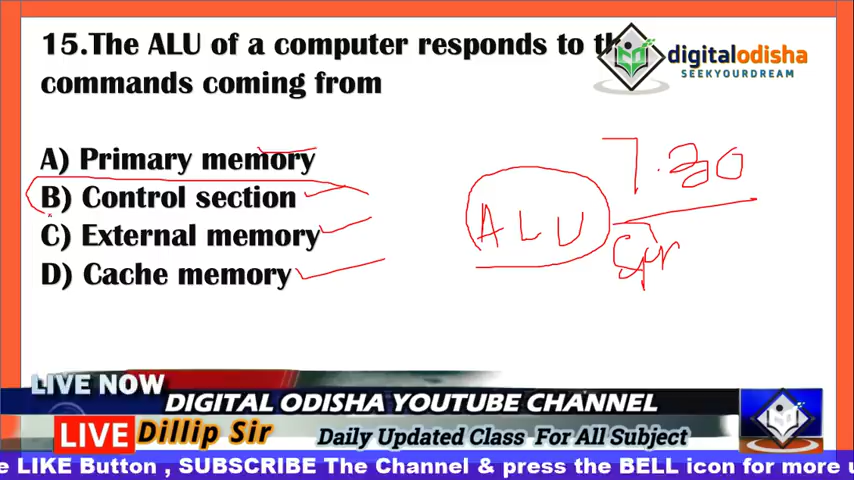 15.The ALU of a computer responds to th
commands coming from
digitalodisha
SEEKYOURDREAM
A) Primary memory
B) Control section
C) External memory
D) Cache memory
7.30
ALU
LIVE NOW
DIGITAL ODISHA YOUTUBE CHANNEL
LIVE Dillip Sir Daily Updated Class For All Subject
e LIKE Button , SUBSCRIBE The Channel & press the BELL icon for more u